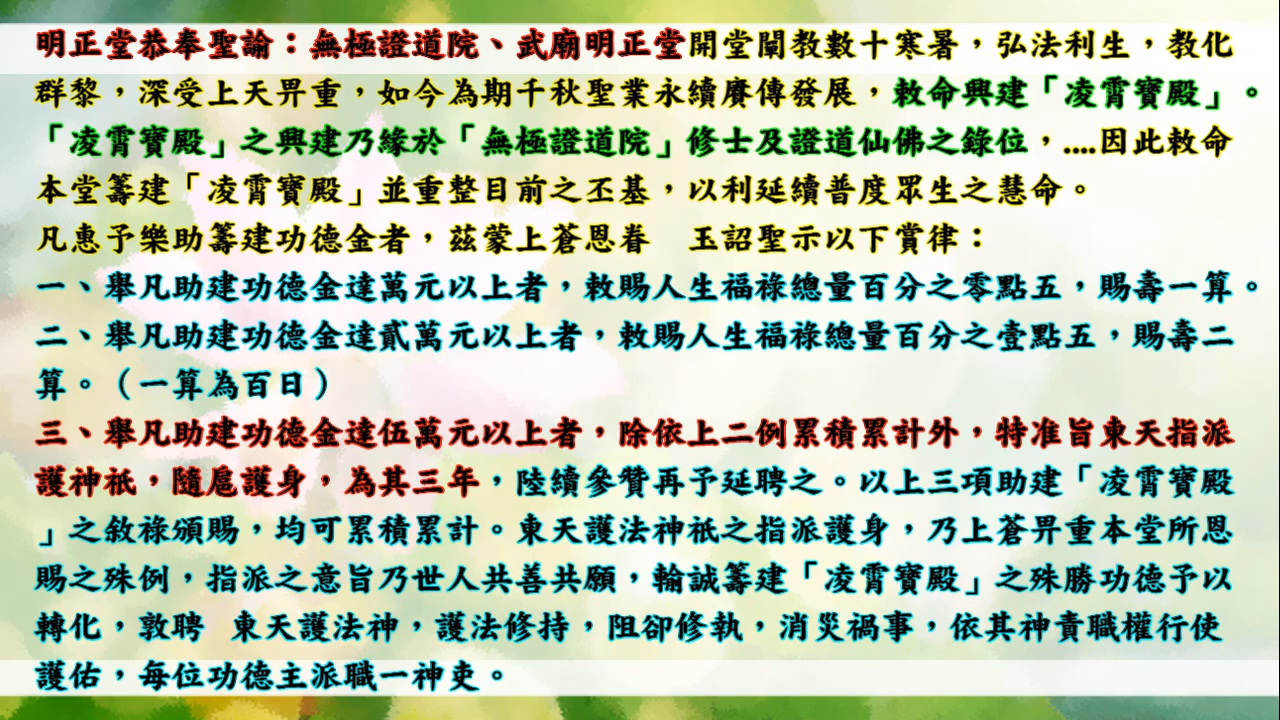 明正堂恭奉聖諭：無極證道院、武廟明正堂開堂闡教數十寒暑，弘法利生，教化
群黎，深受上天畀重，如今為期千秋聖業永續賡傳發展，敕命興建「凌霄寶殿」。
「凌霄寶殿」之興建乃緣於「無極證道院」修士及證道仙佛之錄位，....因此敕命
本堂籌建「凌霄寶殿」並重整目前之丕基，以利延續普度眾生之慧命。
凡惠予樂助籌建功德金者，茲蒙上蒼恩眷　玉詔聖示以下賞律：
一、舉凡助建功德金達萬元以上者，敕賜人生福祿總量百分之零點五，賜壽一算。
二、舉凡助建功德金達貳萬元以上者，敕賜人生福祿總量百分之壹點五，賜壽二
算。（一算為百日）
三、舉凡助建功德金達伍萬元以上者，除依上二例累積累計外，特准旨東天指派
護神祇，隨扈護身，為其三年，陸續參贊再予延聘之。以上三項助建「凌霄寶殿
」之敘祿頒賜，均可累積累計。東天護法神祇之指派護身，乃上蒼畀重本堂所恩
賜之殊例，指派之意旨乃世人共善共願，輸誠籌建「凌霄寶殿」之殊勝功德予以
轉化，敦聘　東天護法神，護法修持，阻卻修執，消災禍事，依其神責職權行使
護佑，每位功德主派職一神吏。